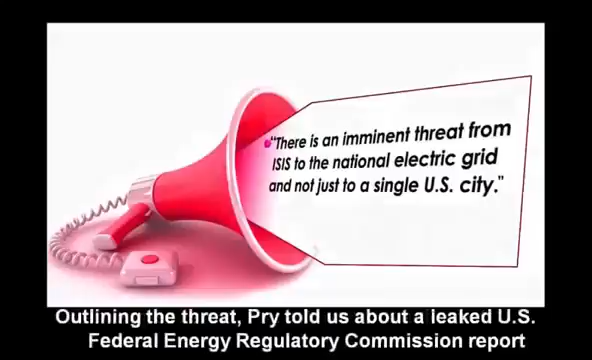 "There is an imminent threat from
ISIS to the national electric grid
and not just to a single U.S. city."
Outlining the threat, Pry told us about a leaked U.S.
Federal Energy Regulatory Commission report